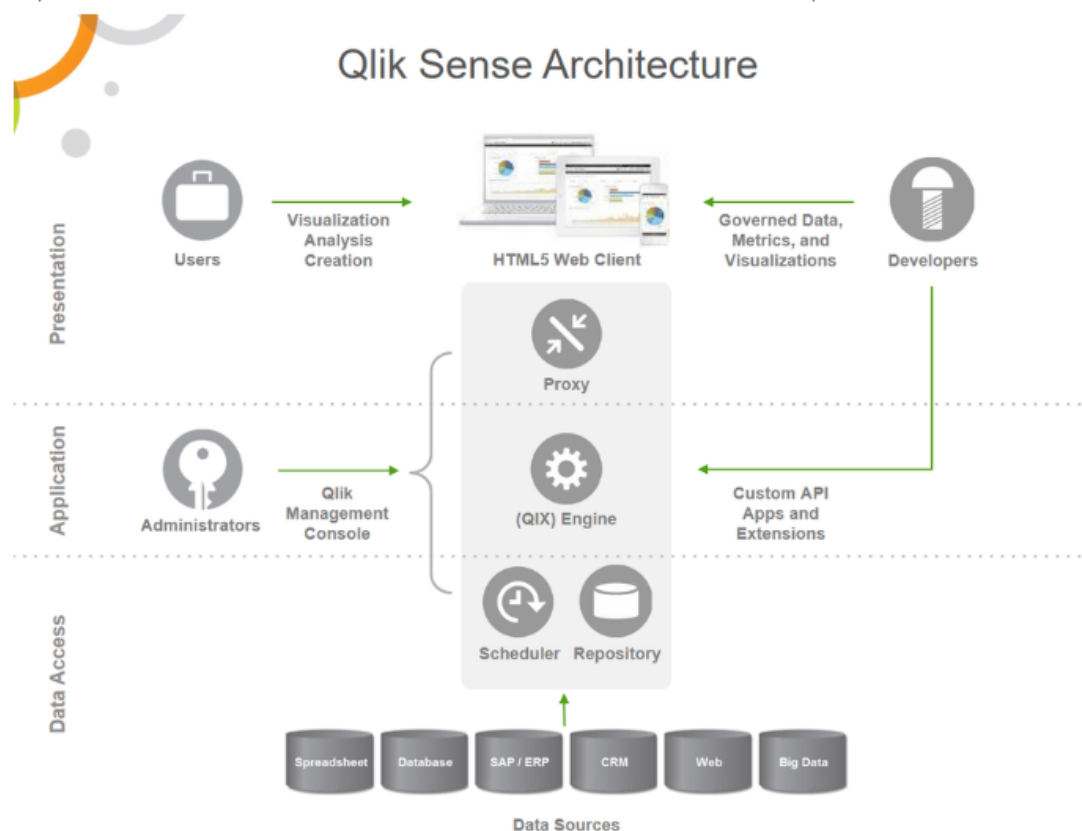 Qlik Sense Architecture
Presentation
Users
Visualization
Analysis
Creation
HTML5 Web Client
Governed Data,
Metrics, and
Visualizations
Developers
Proxy
Application
Administrators
Qlik
Management
Console
(QIX) Engine
Custom API
Apps and
Extensions
Data Access
Scheduler
Repository
Spreadsheet
Database
SAP / ERP
CRM
Web
Big Data
Data Sources